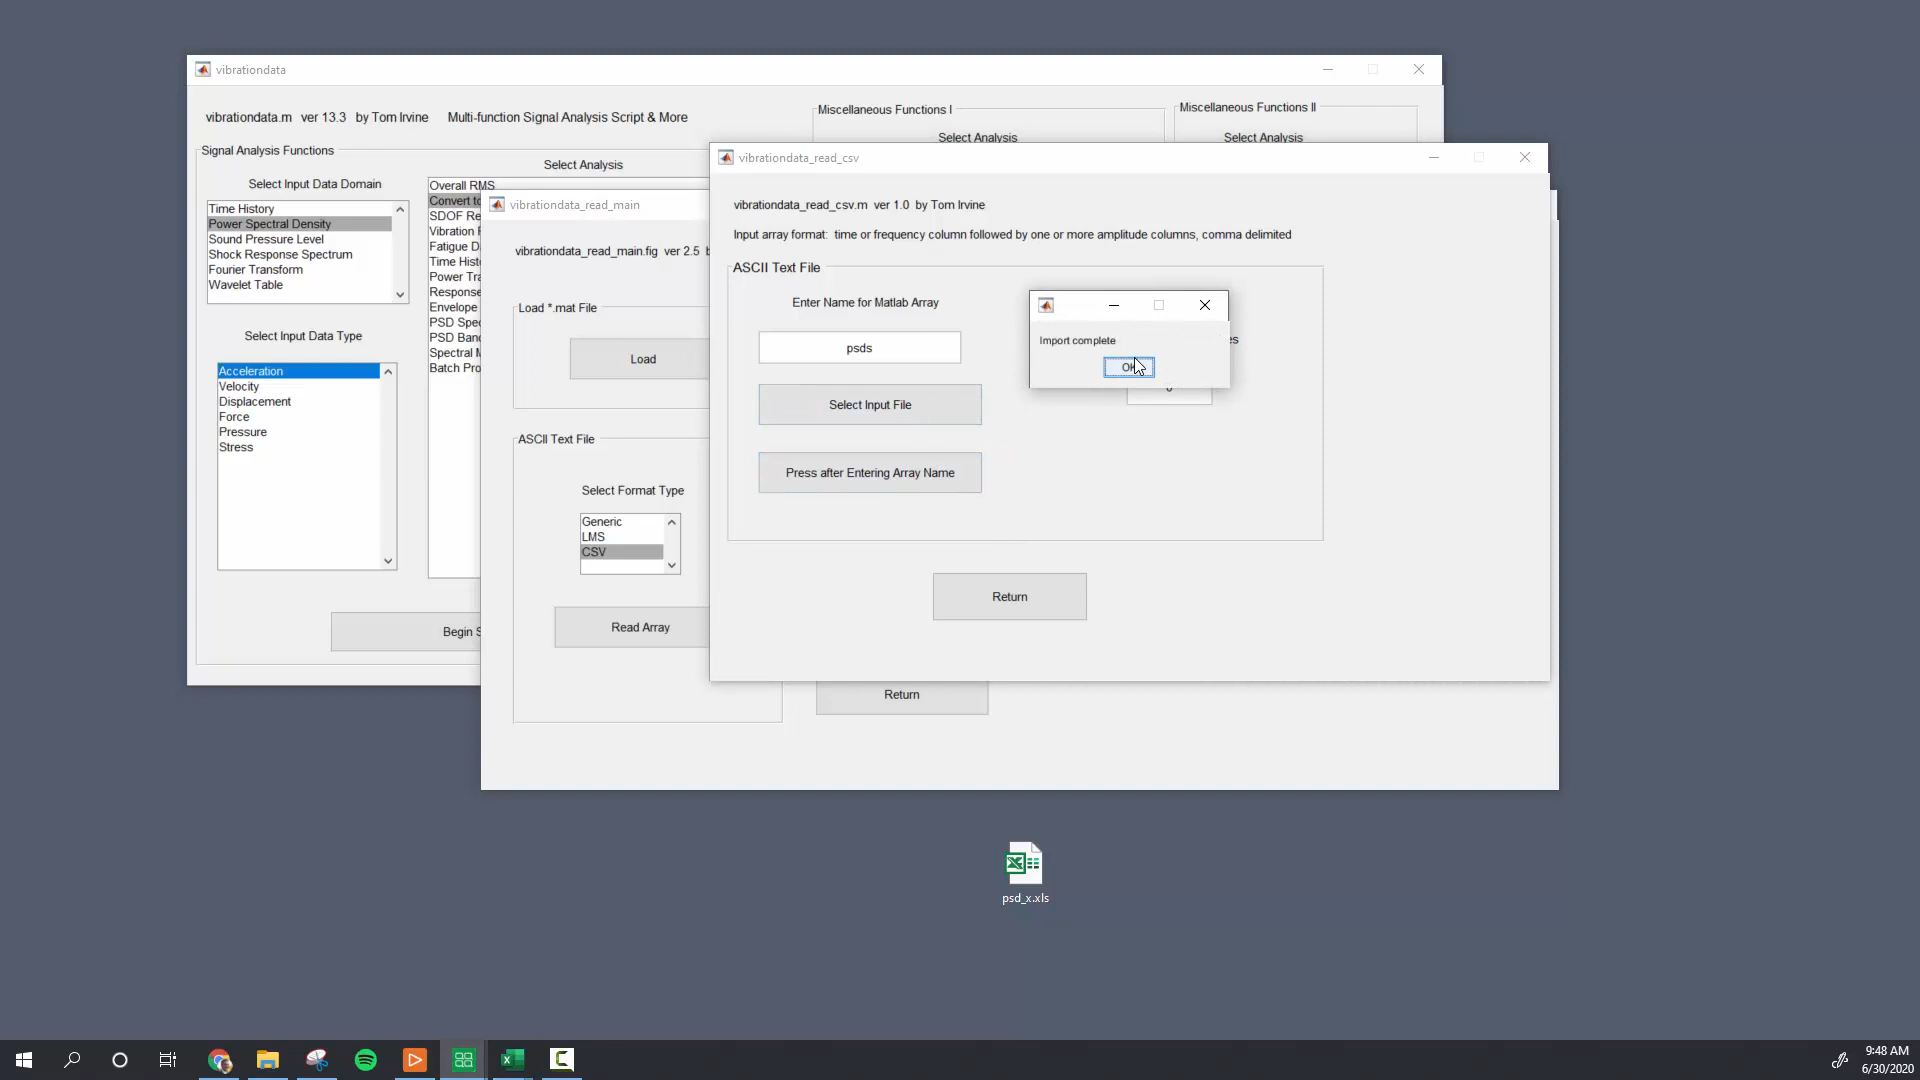 vibrationdata
vibrationdata.m ver 13.3 by Tom Irvine Multi-function Signal Analysis Script & More
Miscellaneous Functions I
Select Analysis
Miscellaneous Functions II
Select Analysis
Signal Analysis Functions
Select Input Data Domain
Time History
Power Spectral Density
Sound Pressure Level
Shock Response Spectrum
Fourier Transform
Wavelet Table
Select Input Data Type
Acceleration
Velocity
Displacement
Force
Pressure
Stress
Select Analysis
Overall RMS
Convert to
SDOF Re
Vibration
Fatigue D
Time Hist
Power Tra
Response
Envelope
PSD Spe
PSD Ban
Spectral
Batch Pro
Begin S
vibrationdata_read_main
vibrationdata_read_main.fig ver 2.5 b
Load *.mat File
Load
ASCII Text File
Select Format Type
Generic
LMS
CSV
Read Array
Return
vibrationdata_read_csv
vibrationdata_read_csv.m ver 1.0 by Tom Irvine
Input array format: time or frequency column followed by one or more amplitude columns, comma delimited
ASCII Text File
Enter Name for Matlab Array
psds
Select Input File
Press after Entering Array Name
Return
es
Import complete
OK
psd_x.xls
9:48 AM
6/30/2020